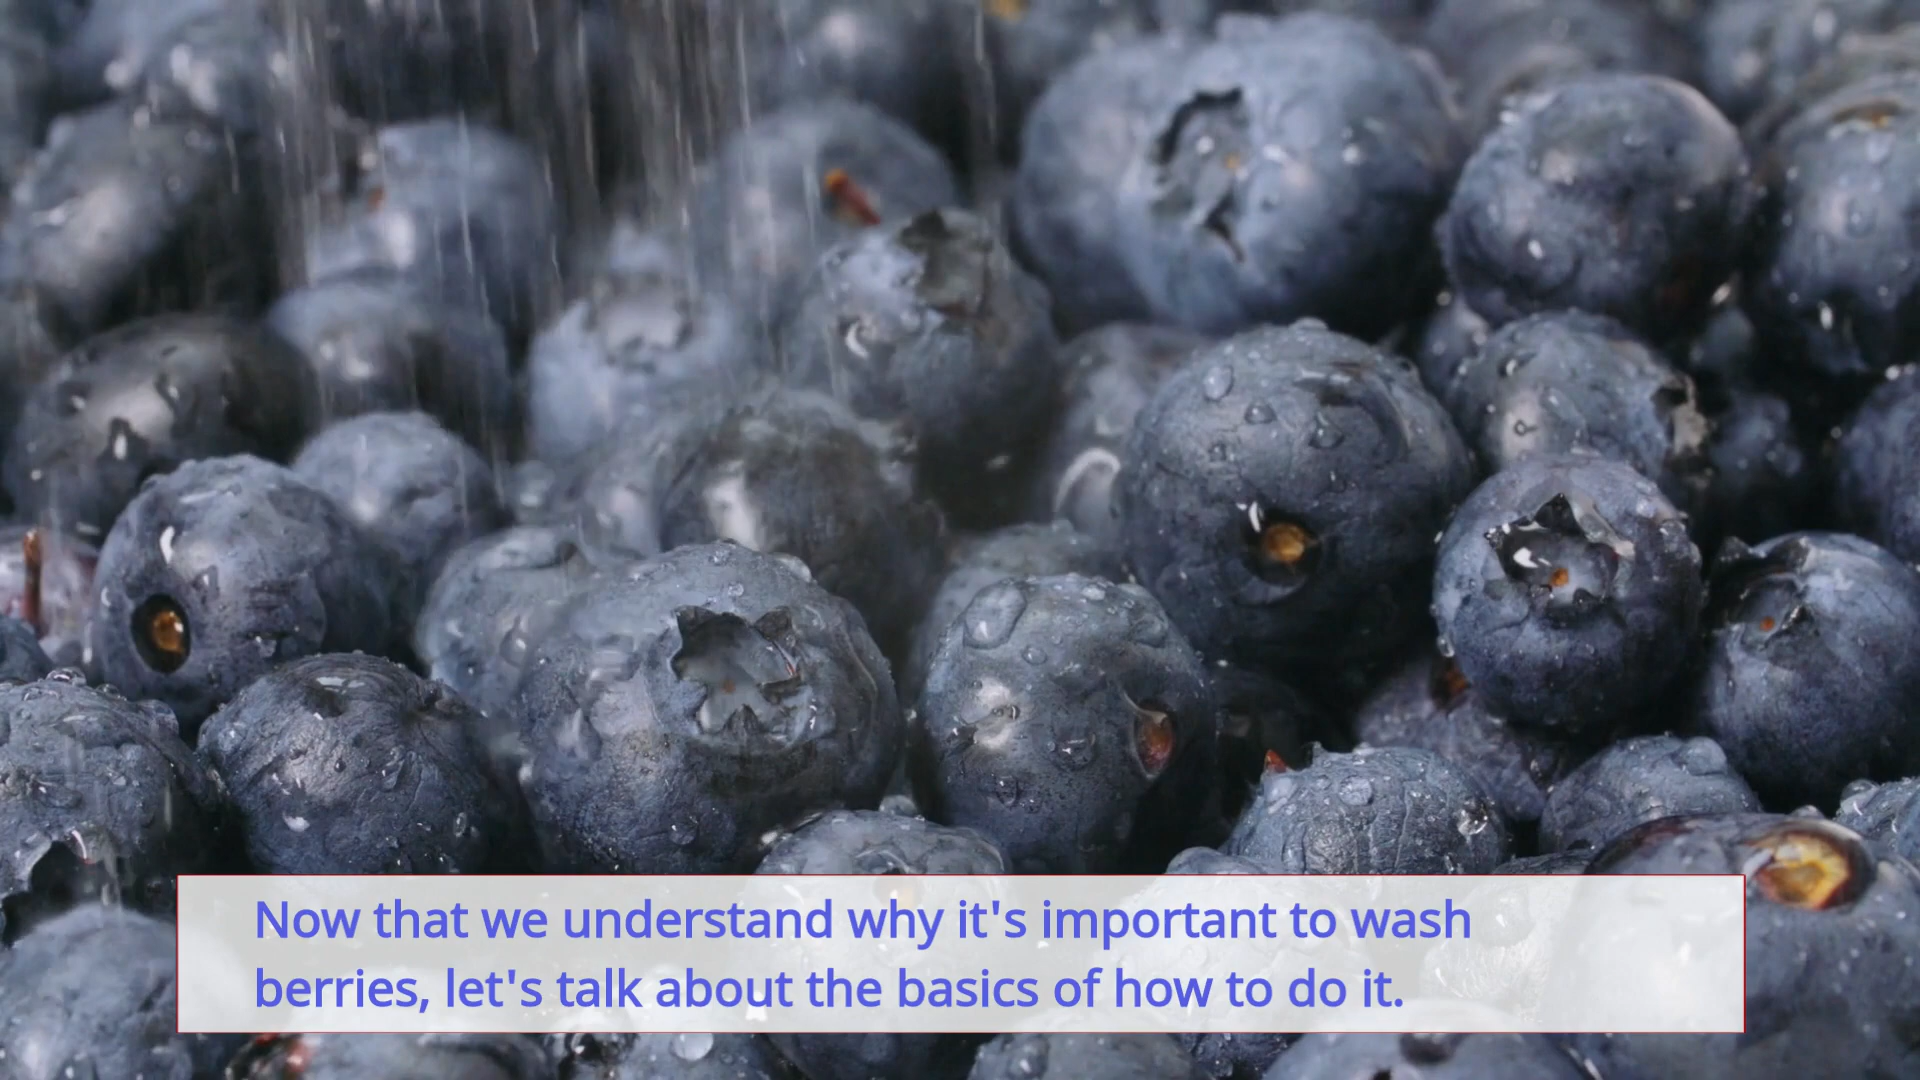 Now that we understand why it's important to wash
berries, let's talk about the basics of how to do it.